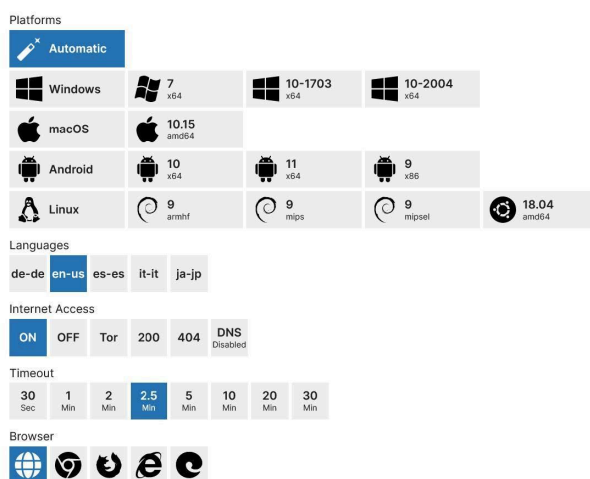 Platforms
Automatic
Windows 7 10-1703 10-2004
x64 x64 x64
macOS 10.15
amd64
Android 10 11 9
x64 x64 x86
Linux 9 9 9 18.04
armhf mips mipsel amd64
Languages
de-de en-us es-es it-it ja-jp
Internet Access
ON OFF Tor 200 404 DNS
Disabled
Timeout
30 1 2 2.5 5 10 20 30
Sec Min Min Min Min Min Min Min
Browser